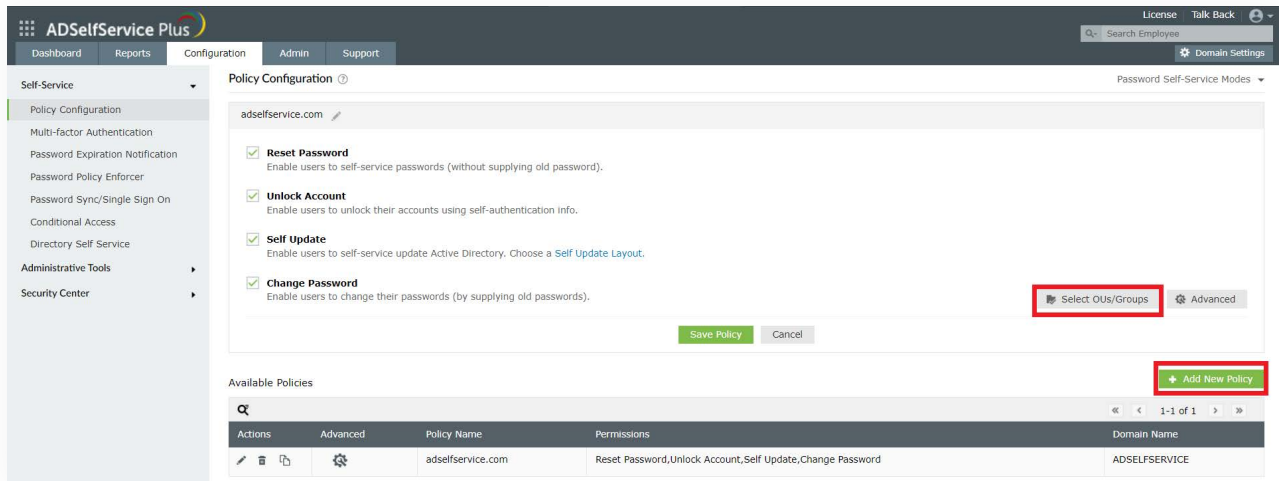 License Talk Back
ADSelfService Plus
Search Employee
Dashboard Reports Configuration Admin Support
Domain Settings
Self-Service
Policy Configuration
Multi-factor Authentication
Password Expiration Notification
Password Policy Enforcer
Password Sync/Single Sign On
Conditional Access
Directory Self Service
Administrative Tools
Security Center
Policy Configuration ?
Password Self-Service Modes
adselfservice.com
Reset Password
Enable users to self-service passwords (without supplying old password).
Unlock Account
Enable users to unlock their accounts using self-authentication info.
Self Update
Enable users to self-service update Active Directory. Choose a Self Update Layout.
Change Password
Enable users to change their passwords (by supplying old passwords).
Select OUs/Groups Advanced
Save Policy Cancel
Available Policies
+ Add New Policy
« < 1-1 of 1 > »
Actions Advanced Policy Name Permissions Domain Name
adselfservice.com Reset Password,Unlock Account,Self Update,Change Password ADSELFSERVICE